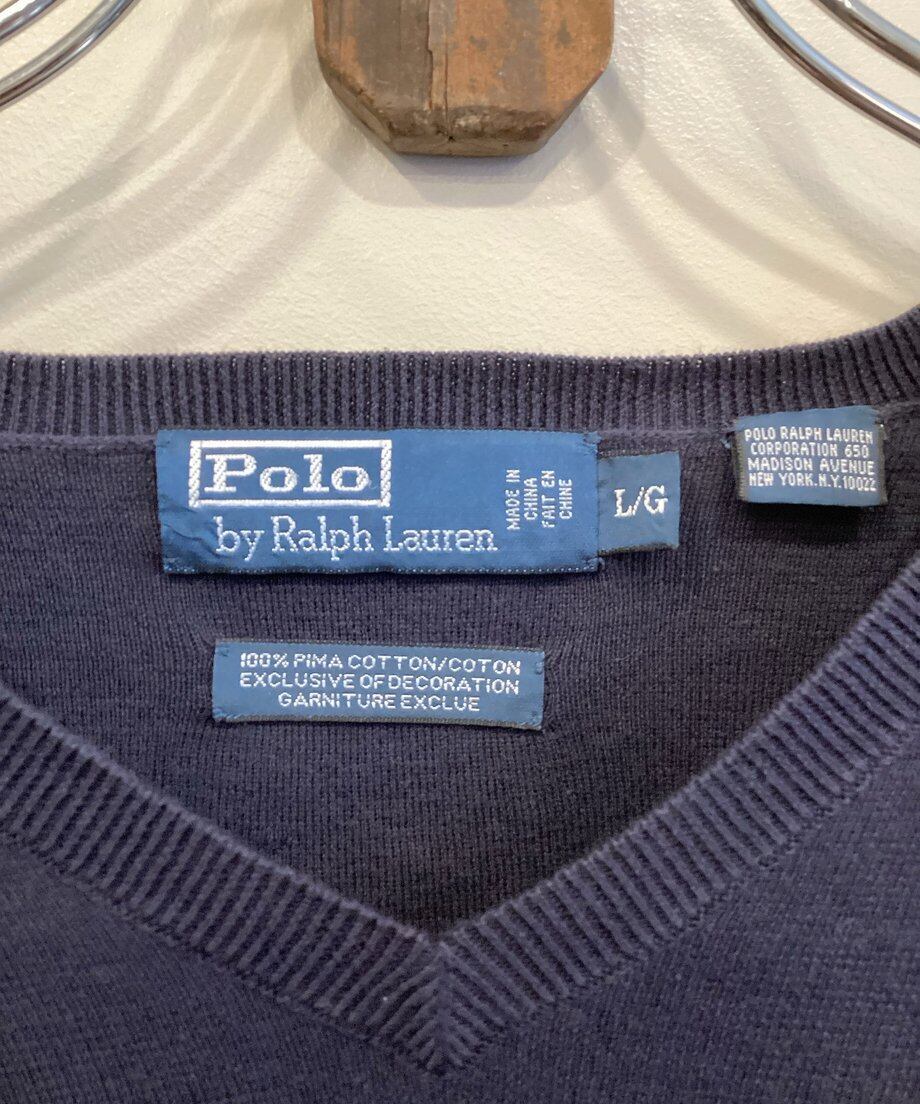 Polo
by Ralph Lauren
MADE IN
CHINA
FAIT EN
CHINE
L/G
POLO RALPH LAUREN
CORPORATION 650
MADISON AVENUE
NEW YORK.N.Y.10022
100% PIMA COTTON/COTON
EXCLUSIVE OF DECORATION
GARNITURE EXCLUE